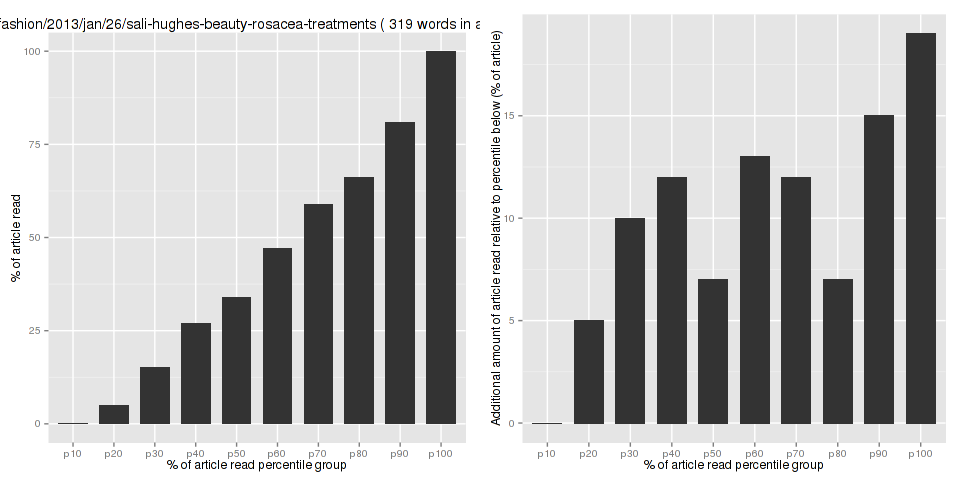 fashion/2013/jan/26/sali-hughes-beauty-rosacea-treatments ( 319 words in a
% of article read
100
75
50
25
0
p10 p20 p30 p40 p50 p60 p70 p80 p90 p100
% of article read percentile group
Additional amount of article read relative to percentile below (% of article)
15
10
5
0
p10 p20 p30 p40 p50 p60 p70 p80 p90 p100
% of article read percentile group